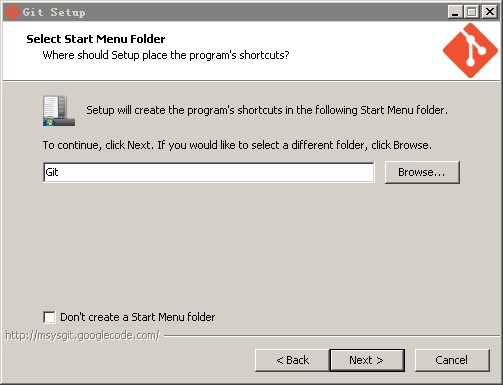 Git Setup
Select Start Menu Folder
Where should Setup place the program's shortcuts?
Setup will create the program's shortcuts in the following Start Menu folder.
To continue, click Next. If you would like to select a different folder, click Browse.
Git
Browse...
Don't create a Start Menu folder
http://msysgit.googlecode.com/
< Back
Next >
Cancel